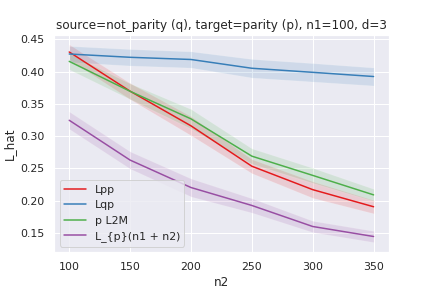 source=not_parity (q), target=parity (p), n1=100, d=3
L_hat
0.45
0.40
0.35
0.30
0.25
0.20
0.15
Lpp
Lqp
p L2M
L_{p}(n1 + n2)
100 150 200 250 300 350
n2